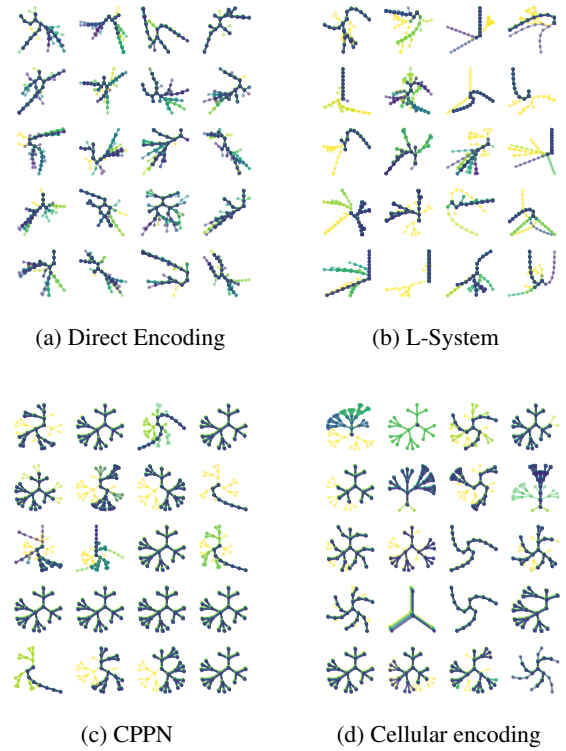 (a) Direct Encoding
(b) L-System
(c) CPPN
(d) Cellular encoding